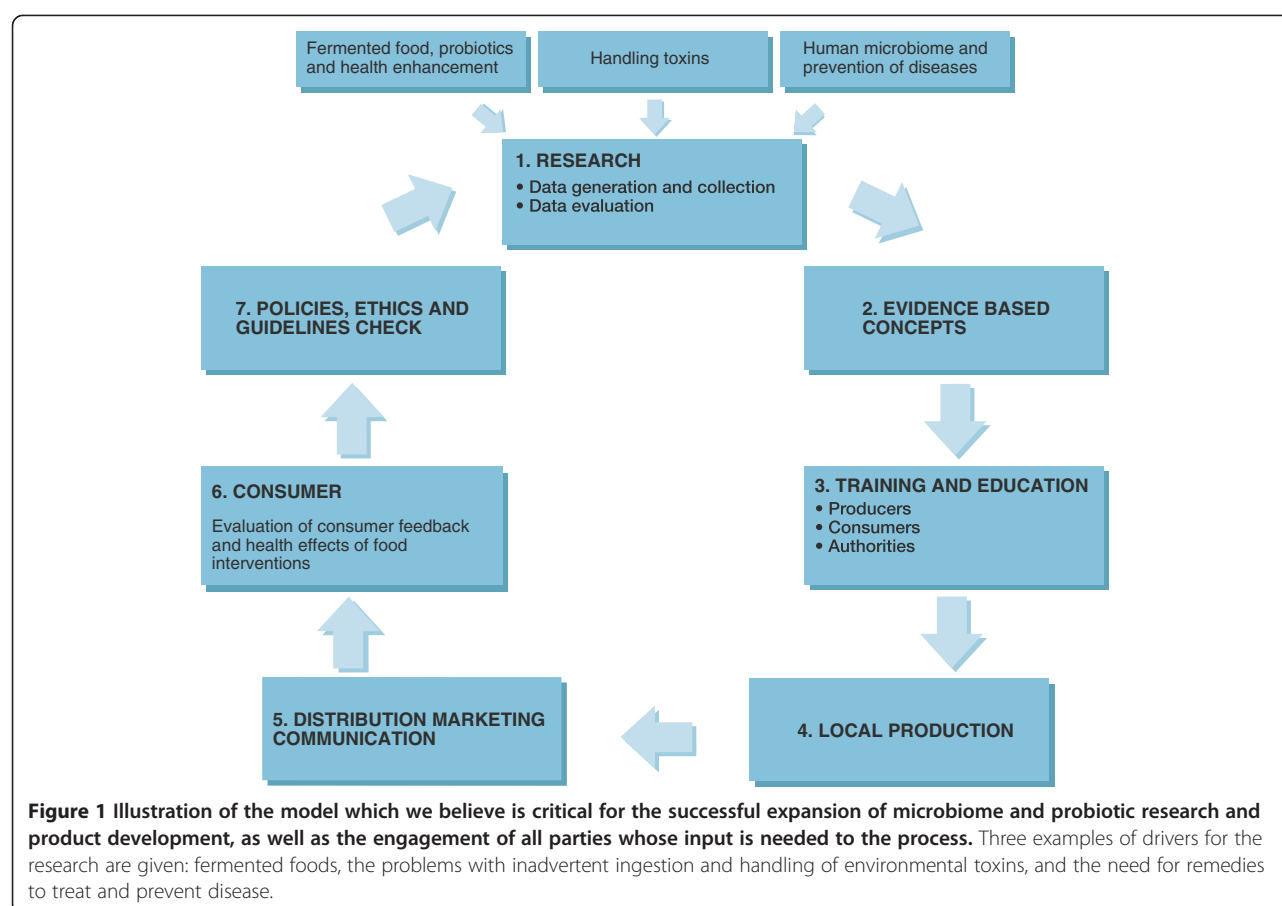 Fermented food, probiotics
and health enhancement
Handling toxins
Human microbiome and
prevention of diseases
1. RESEARCH
• Data generation and collection
• Data evaluation
2. EVIDENCE BASED
CONCEPTS
3. TRAINING AND EDUCATION
• Producers
• Consumers
• Authorities
4. LOCAL PRODUCTION
5. DISTRIBUTION MARKETING
COMMUNICATION
6. CONSUMER
Evaluation of consumer feedback
and health effects of food
interventions
7. POLICIES, ETHICS AND
GUIDELINES CHECK
Figure 1 Illustration of the model which we believe is critical for the successful expansion of microbiome and probiotic research and
product development, as well as the engagement of all parties whose input is needed to the process. Three examples of drivers for the
research are given: fermented foods, the problems with inadvertent ingestion and handling of environmental toxins, and the need for remedies
to treat and prevent disease.